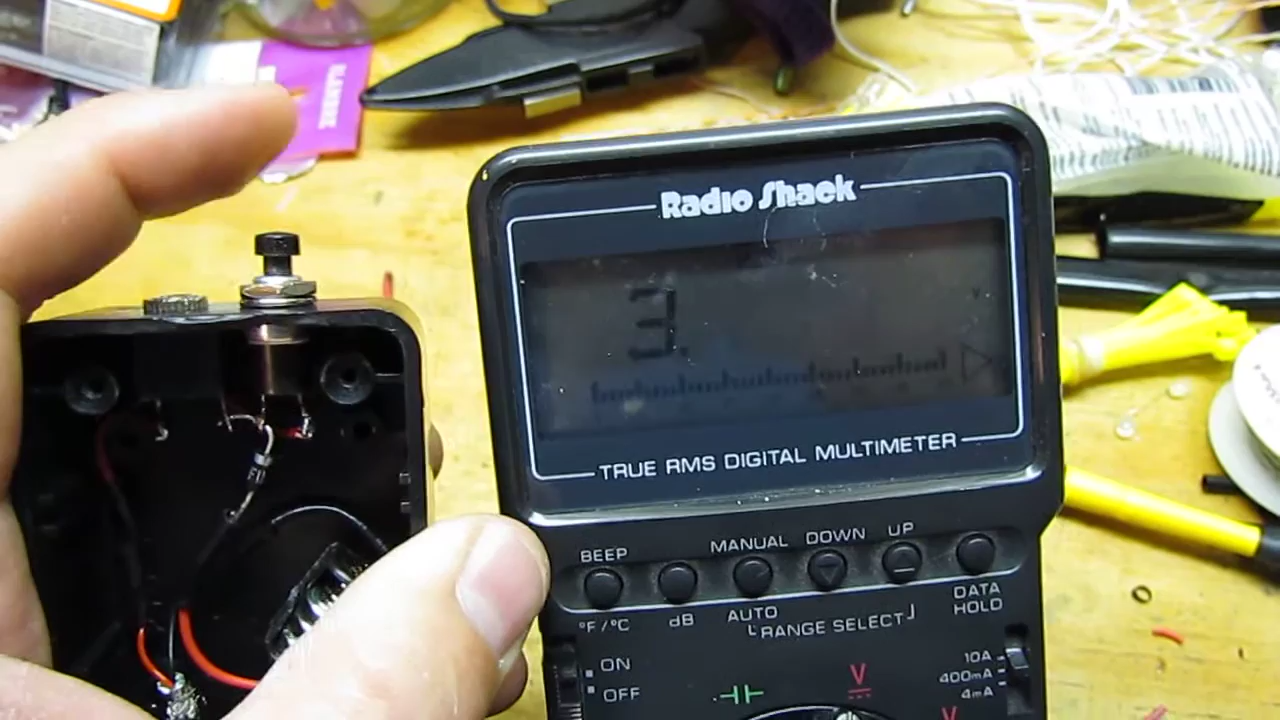 Radio Shack
3.
V
TRUE RMS DIGITAL MULTIMETER
BEEP
MANUAL
DOWN
UP
°F/°C
dB
AUTO
RANGE SELECT
DATA
HOLD
ON
OFF
V
10A
400mA
4mA
V